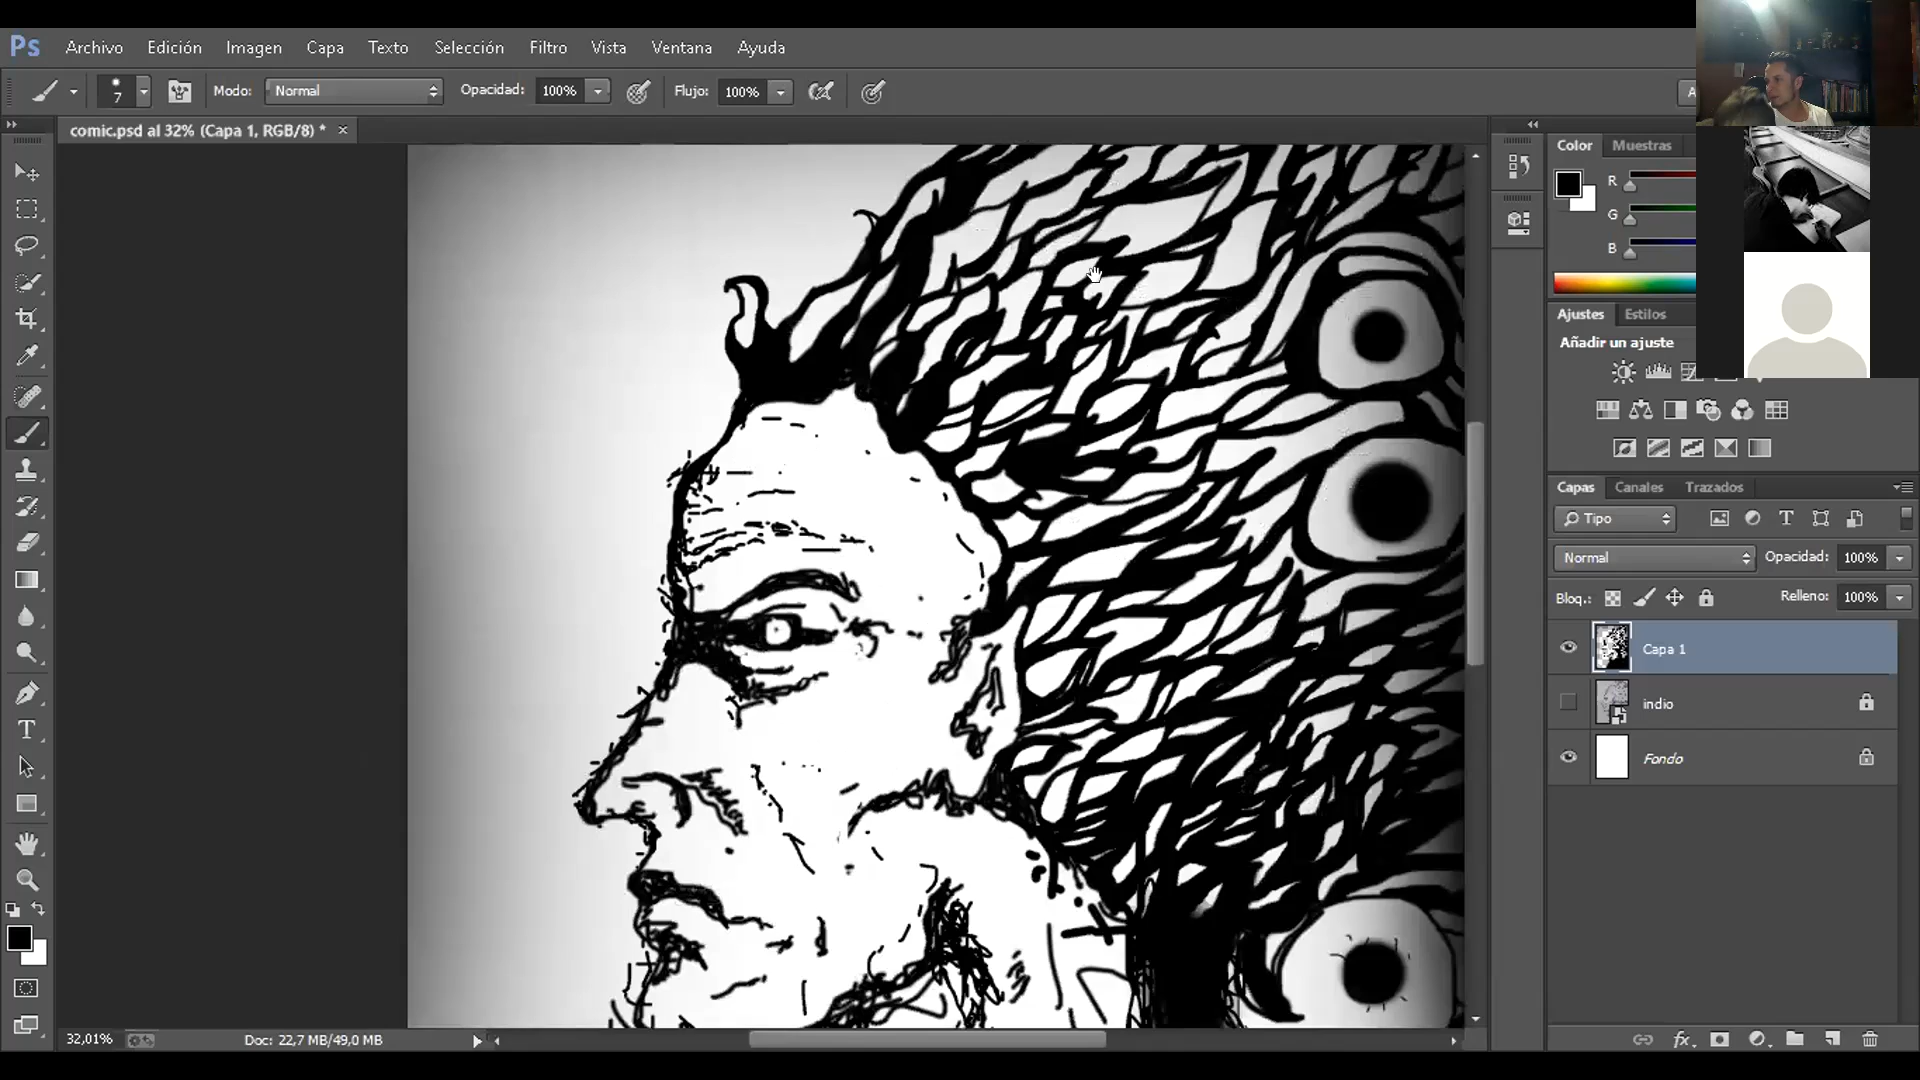 Ps Archivo Edición Imagen Capa Texto Selección Filtro Vista Ventana Ayuda
7 Modo: Normal Opacidad: 100% Flujo: 100%
comic.psd al 32% (Capa 1, RGB/8) * ×
Color Muestras
R
G
B
Ajustes Estilos
Añadir un ajuste
Capas Canales Trazados
Tipo
Normal Opacidad: 100%
Bloq.: Relleno: 100%
Capa 1
indio
Fondo
32,01% Doc: 22,7 MB/49,0 MB